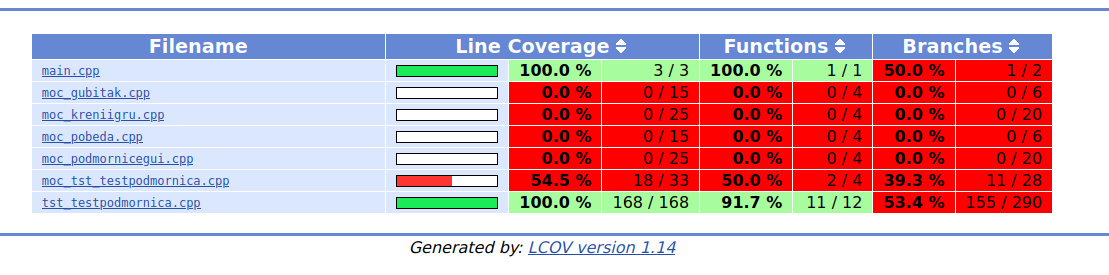 Filename Line Coverage Functions Branches
main.cpp 100.0 % 3 / 3 100.0 % 1 / 1 50.0 % 1 / 2
moc_gubitak.cpp 0.0 % 0 / 15 0.0 % 0 / 4 0.0 % 0 / 6
moc_kreniigru.cpp 0.0 % 0 / 25 0.0 % 0 / 4 0.0 % 0 / 20
moc_pobeda.cpp 0.0 % 0 / 15 0.0 % 0 / 4 0.0 % 0 / 6
moc_podmornicegui.cpp 0.0 % 0 / 25 0.0 % 0 / 4 0.0 % 0 / 20
moc_tst_testpodmornica.cpp 54.5 % 18 / 33 50.0 % 2 / 4 39.3 % 11 / 28
tst_testpodmornica.cpp 100.0 % 168 / 168 91.7 % 11 / 12 53.4 % 155 / 290
Generated by: LCOV version 1.14